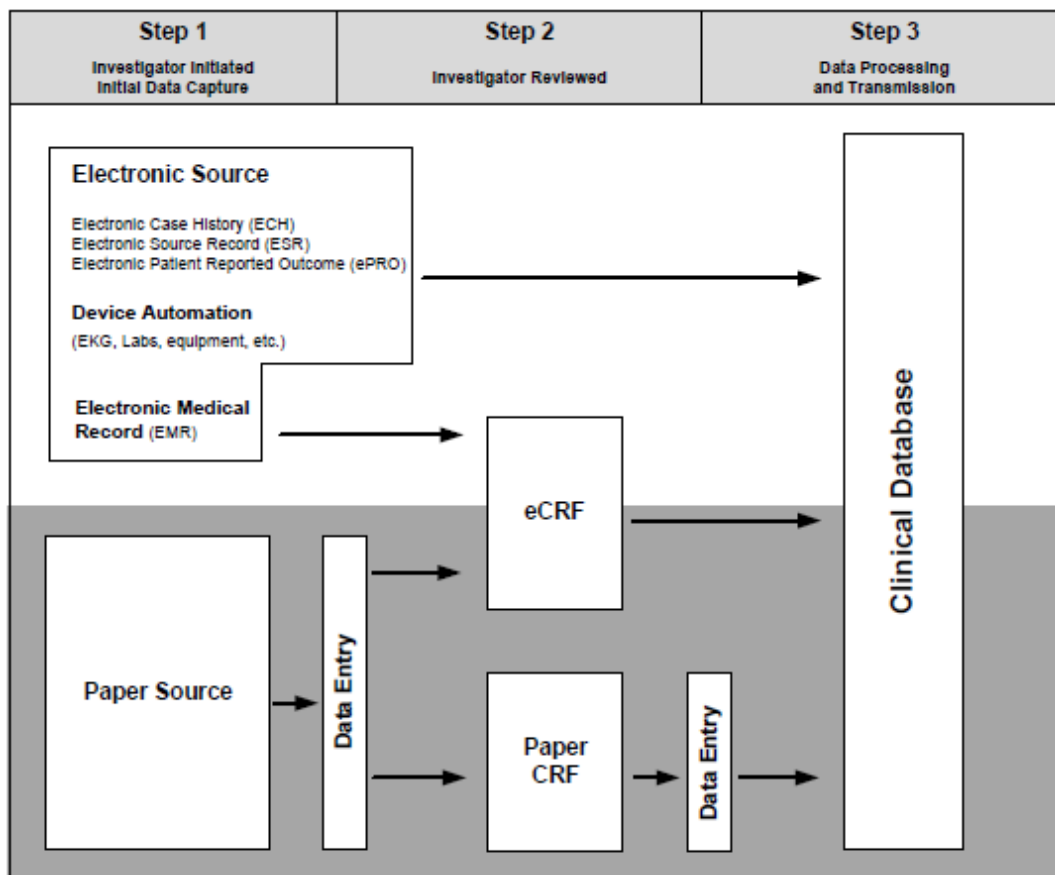 Step 1
Investigator Initiated
Initial Data Capture
Step 2
Investigator Reviewed
Step 3
Data Processing
and Transmission
Electronic Source
Electronic Case History (ECH)
Electronic Source Record (ESR)
Electronic Patient Reported Outcome (ePRO)
Device Automation
(EKG, Labs, equipment, etc.)
Electronic Medical
Record (EMR)
eCRF
Clinical Database
Paper Source
Data Entry
Paper
CRF
Data Entry